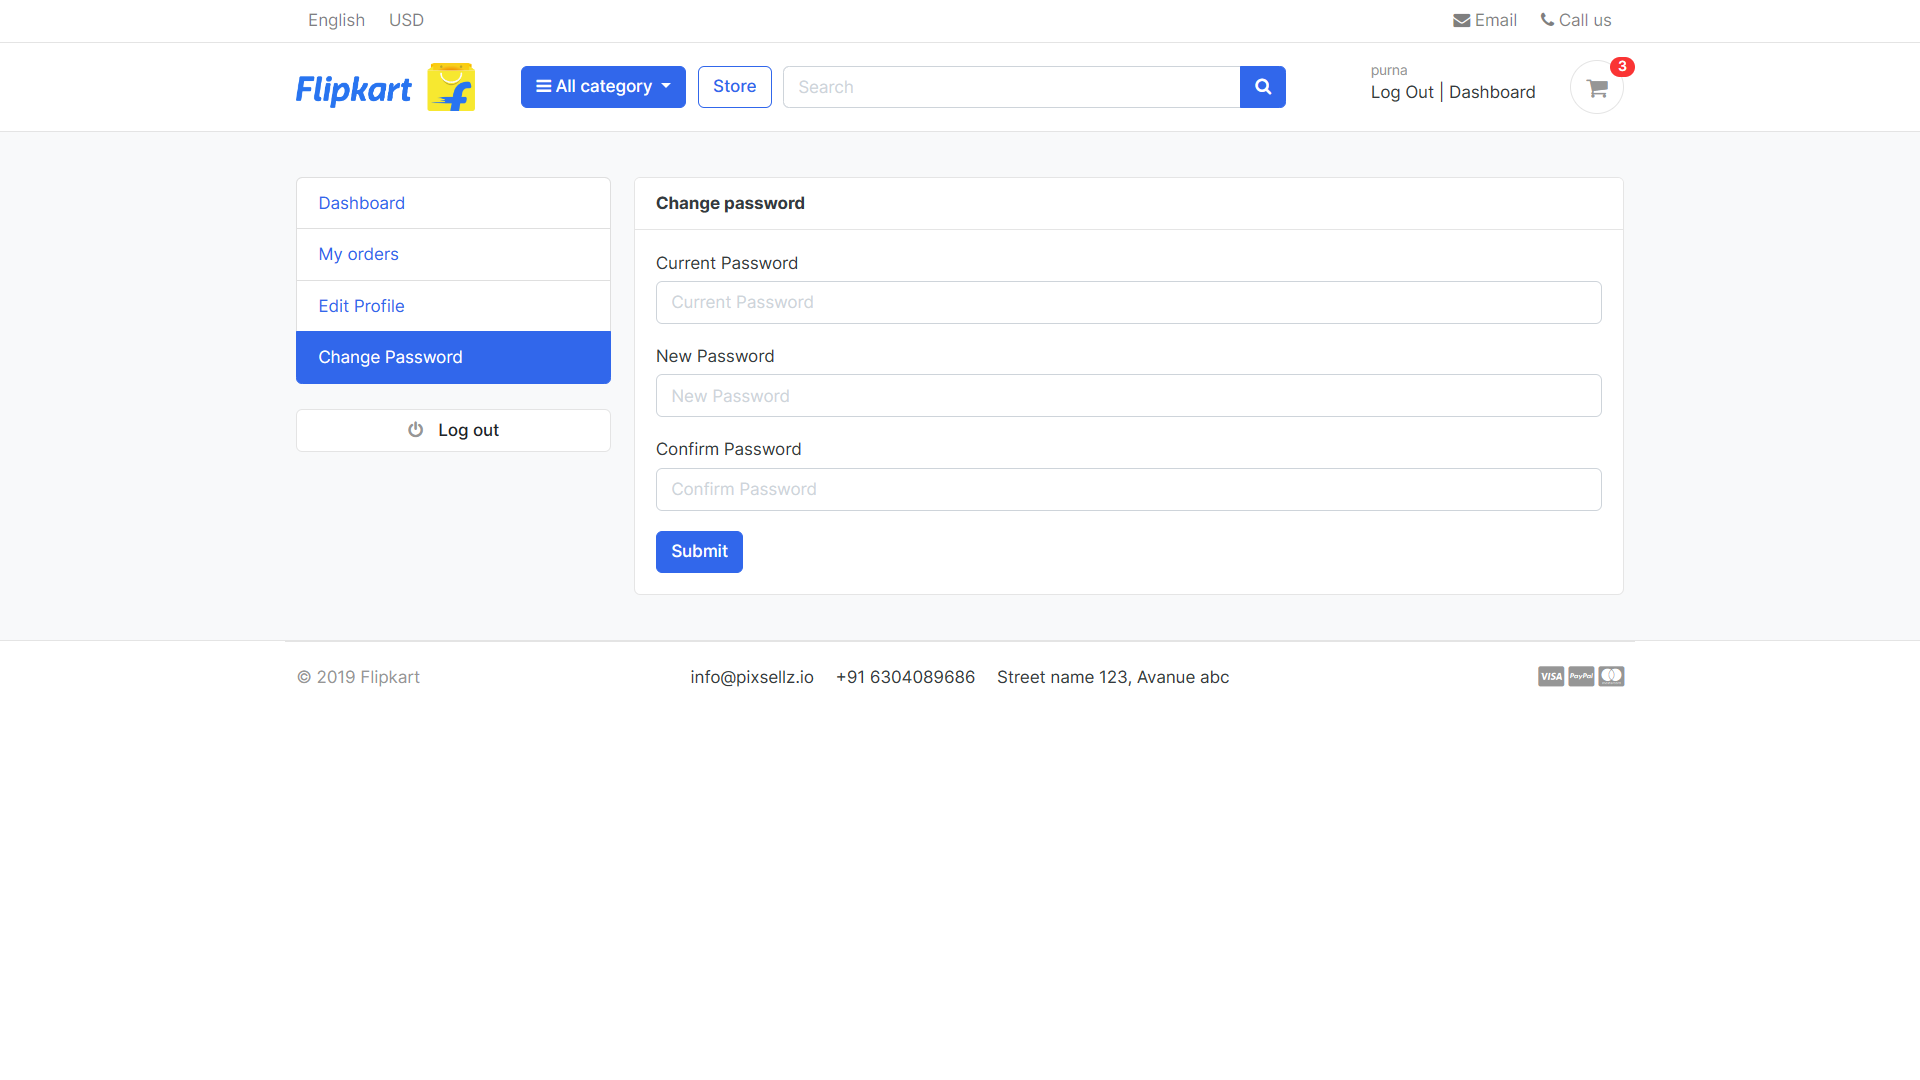 English USD Email Call us
Flipkart All category Store Search purna 3
Log Out | Dashboard
Dashboard
My orders
Edit Profile
Change Password
Log out
Change password
Current Password
Current Password
New Password
New Password
Confirm Password
Confirm Password
Submit
© 2019 Flipkart info@pixsellz.io +91 6304089686 Street name 123, Avanue abc VISA PayPal